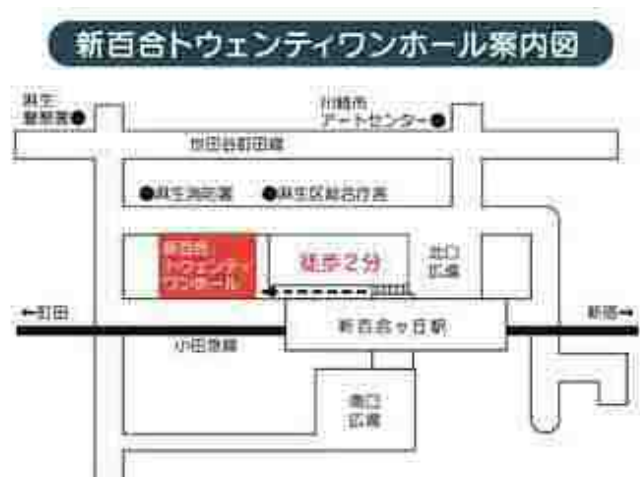 新百合トウェンティワンホール案内図
麻生
警察署●
川崎市
アートセンター●
世田谷町田線
●麻生消防署
●麻生区総合庁舎
新百合
トウェンティ
ワンホール
徒歩2分
北口
広場
←町田
新宿→
新百合ヶ丘駅
小田急線
南口
広場